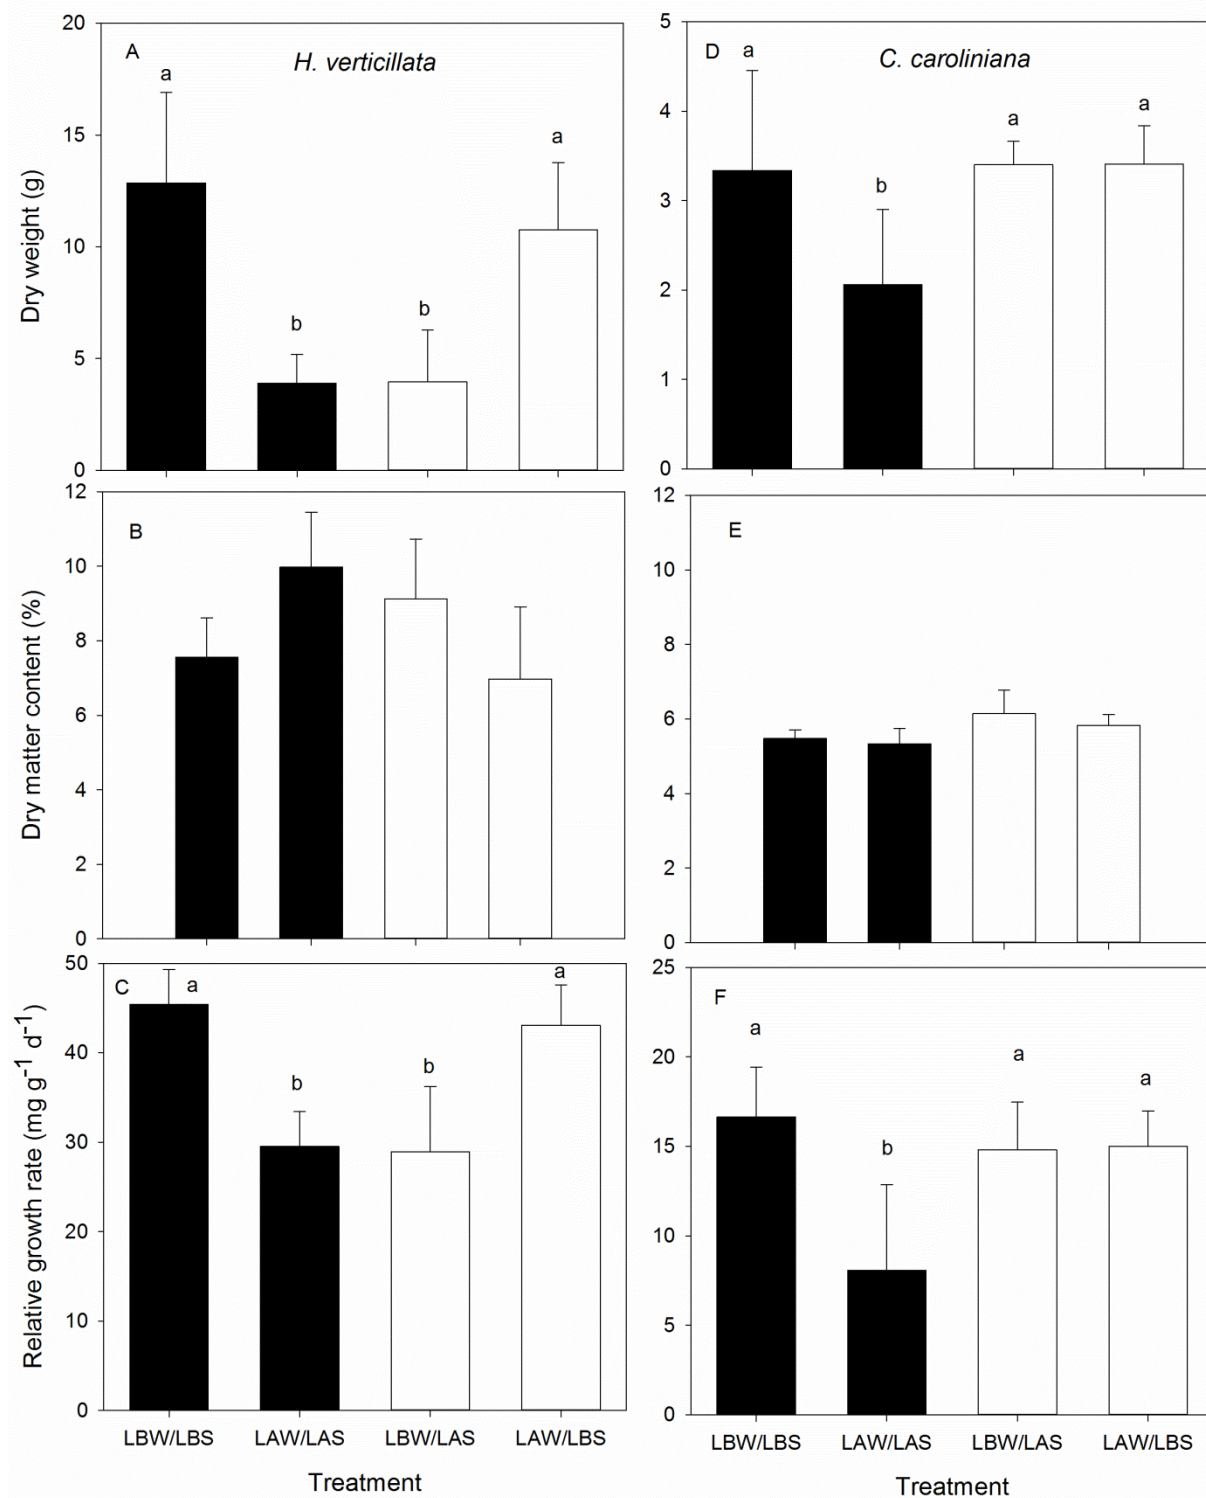 A
H. verticillata
20
15
10
5
0
a
b
b
a
Dry weight (g)
D
C. caroliniana
5
4
3
2
1
0
a
b
a
a
B
12
10
8
6
4
2
0
Dry matter content (%)
E
12
10
8
6
4
2
0
C
50
40
30
20
10
0
a
b
b
a
Relative growth rate (mg g⁻¹ d⁻¹)
LBW/LBS LAW/LAS LBW/LAS LAW/LBS
Treatment
F
25
20
15
10
5
0
a
b
a
a
LBW/LBS LAW/LAS LBW/LAS LAW/LBS
Treatment